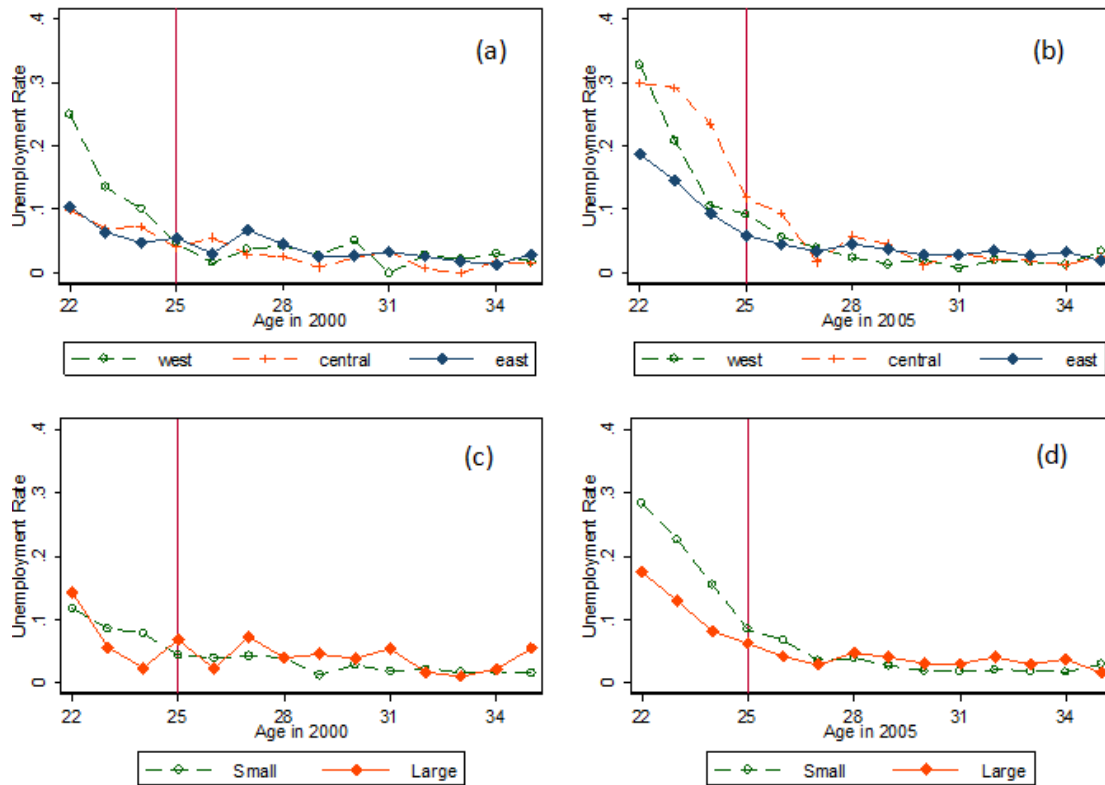 (a)
Unemployment Rate
0 .1 .2 .3 .4
22 25 28 31 34
Age in 2000
west central east
(b)
Unemployment Rate
0 .1 .2 .3 .4
22 25 28 31 34
Age in 2005
west central east
(c)
Unemployment Rate
0 .1 .2 .3 .4
22 25 28 31 34
Age in 2000
Small Large
(d)
Unemployment Rate
0 .1 .2 .3 .4
22 25 28 31 34
Age in 2005
Small Large